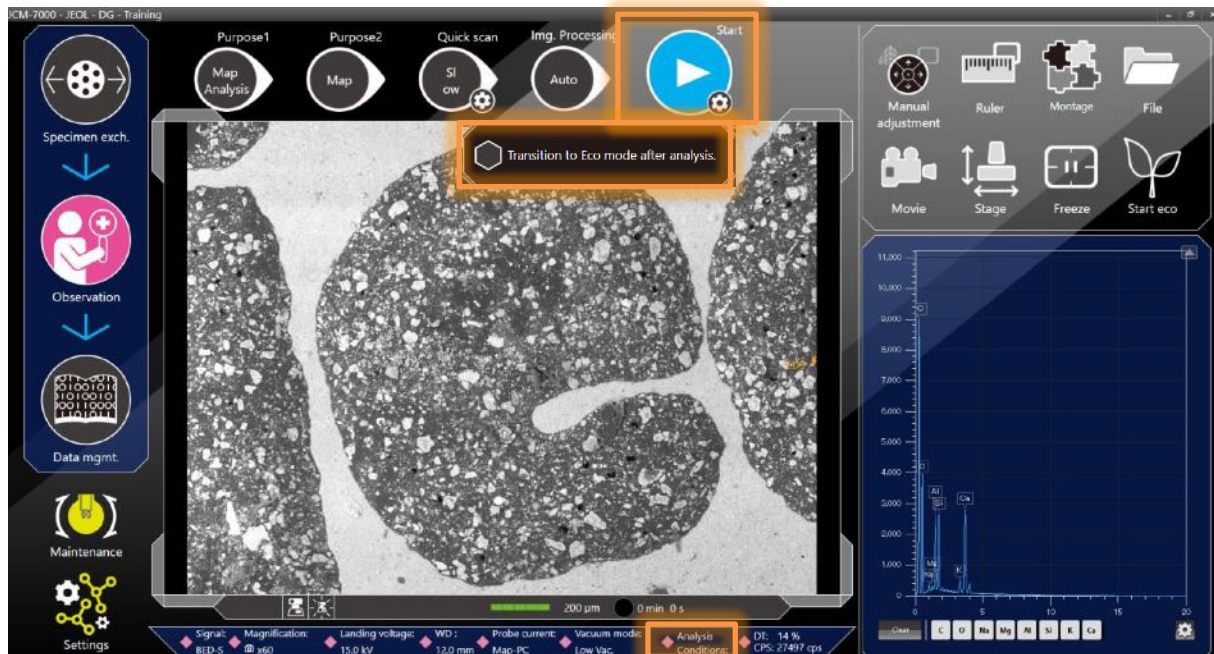 JCM-7000 - JEOL - DG - Training
Purpose1
Purpose2
Quick scan
Img. Processing
Start
Map
Analysis
Map
Sl
ow
Auto
Specimen exch.
Observation
Data mgmt.
Maintenance
Settings
Transition to Eco mode after analysis.
Manual
adjustment
Ruler
Montage
File
Movie
Stage
Freeze
Start eco
11,000
10,000
9,000
8,000
7,000
6,000
5,000
4,000
3,000
2,000
1,000
0
C
O
Al
Si
Ca
Mg
Na
K
0 5 10 15 20
Clear C O Na Mg Al Si K Ca
200 µm 0 min 0 s
Signal:
BED-S
Magnification:
x60
Landing voltage:
15.0 kV
WD :
12.0 mm
Probe current:
Map-PC
Vacuum mode:
Low Vac.
Analysis
Conditions:
DT: 14 %
CPS: 27497 cps